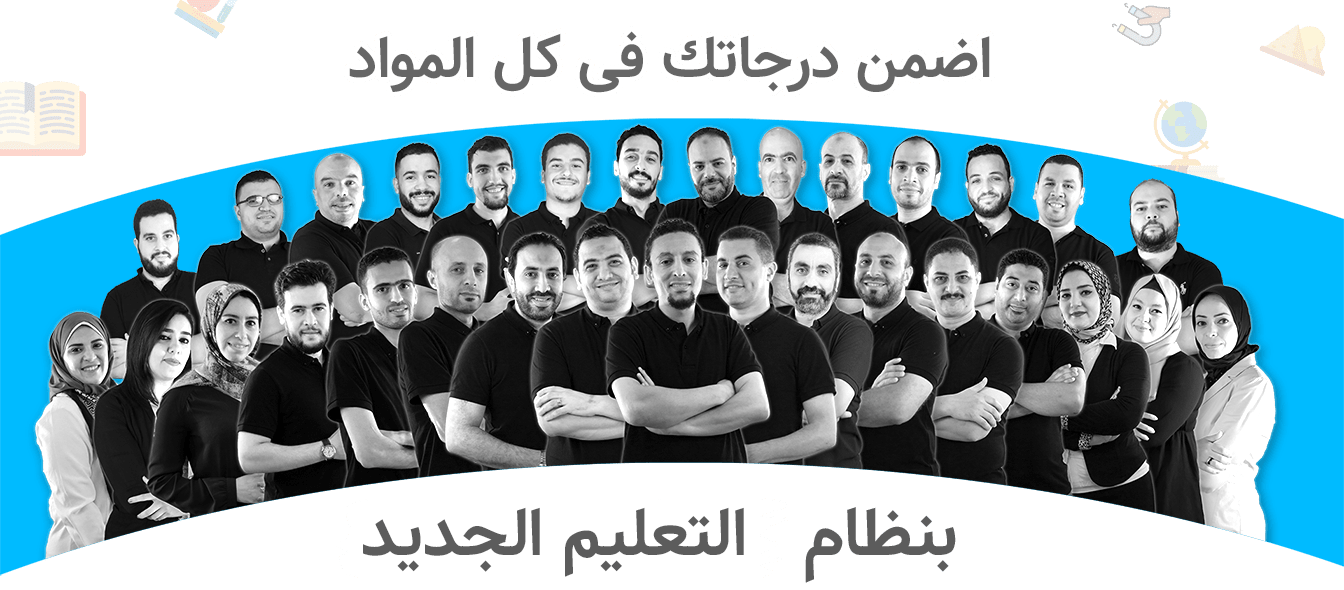 اضمن درجاتك فى كل المواد
بنظام التعليم الجديد